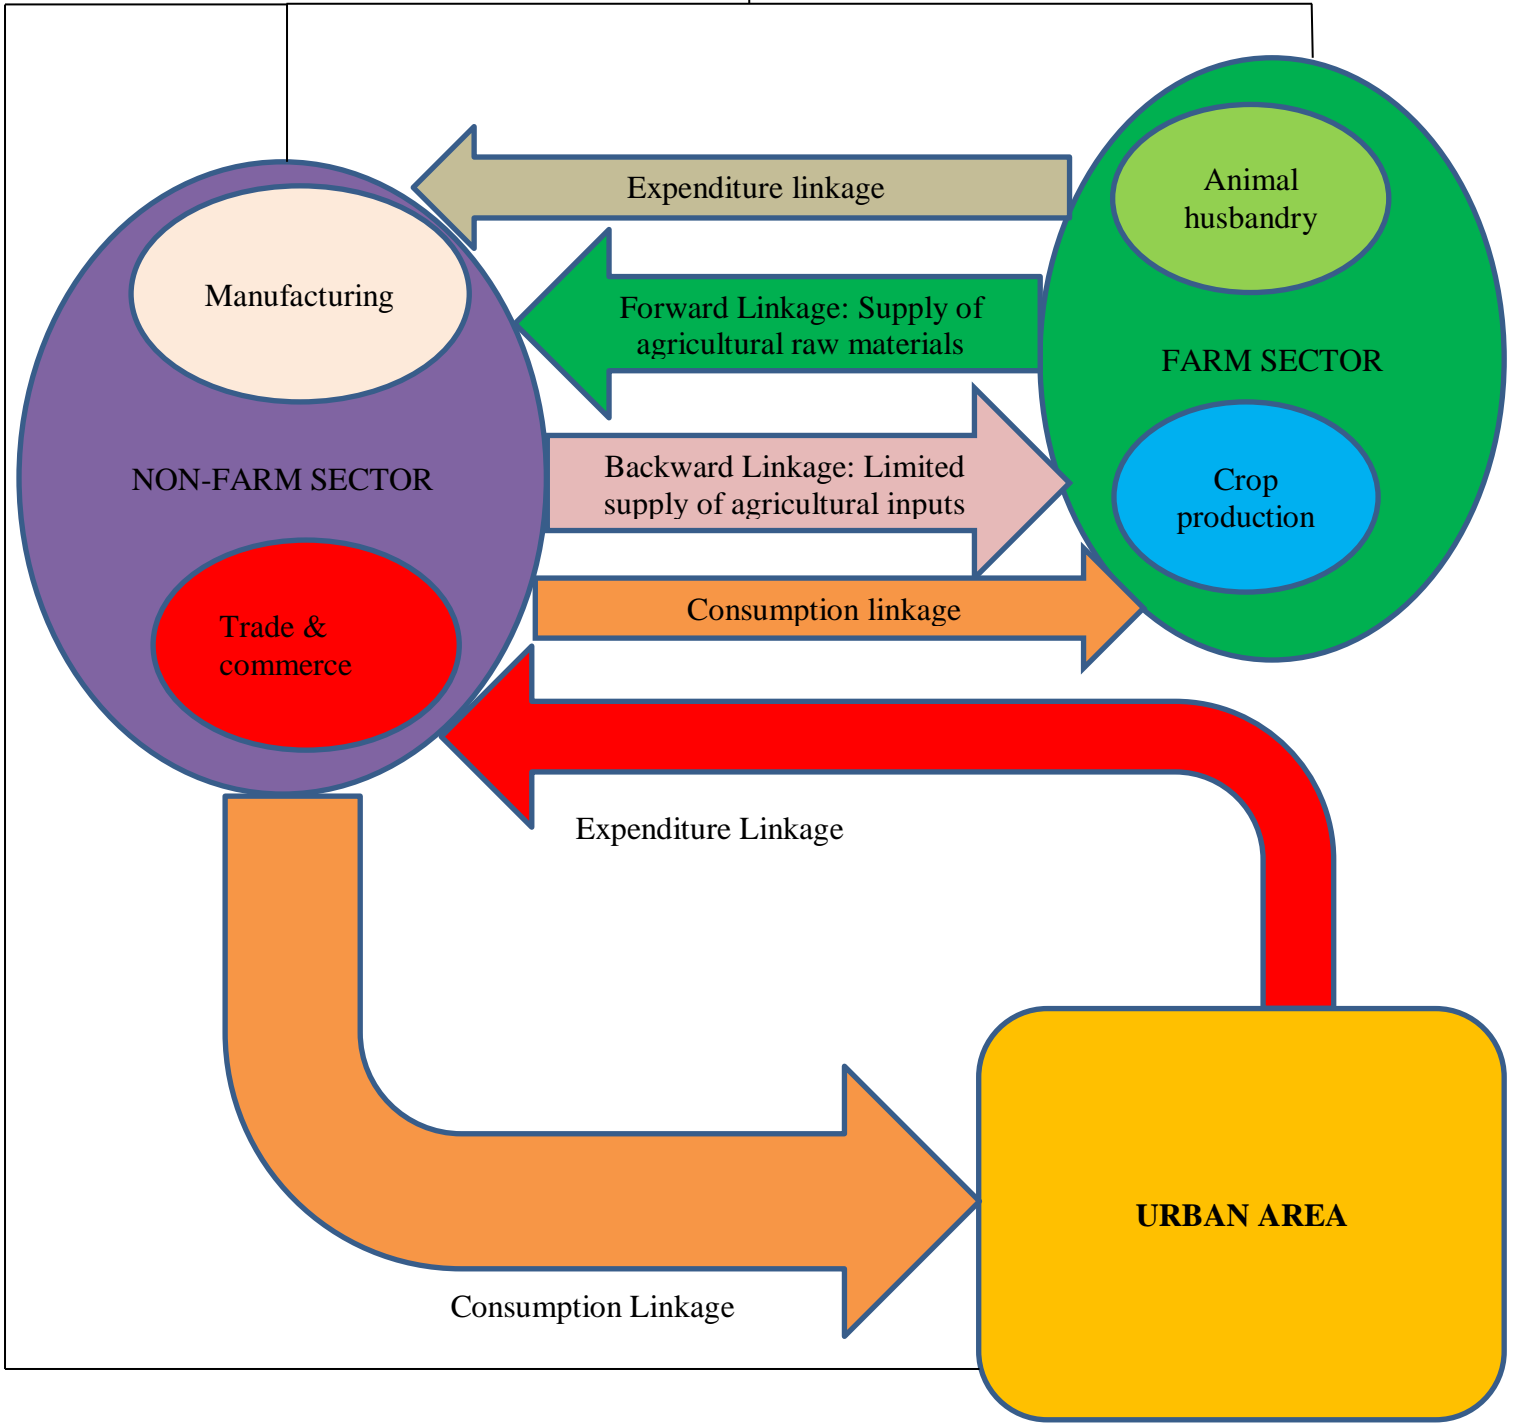 Expenditure linkage
Animal
husbandry
Manufacturing
Forward Linkage: Supply of
agricultural raw materials
FARM SECTOR
NON-FARM SECTOR
Backward Linkage: Limited
supply of agricultural inputs
Crop
production
Consumption linkage
Trade &
commerce
Expenditure Linkage
URBAN AREA
Consumption Linkage